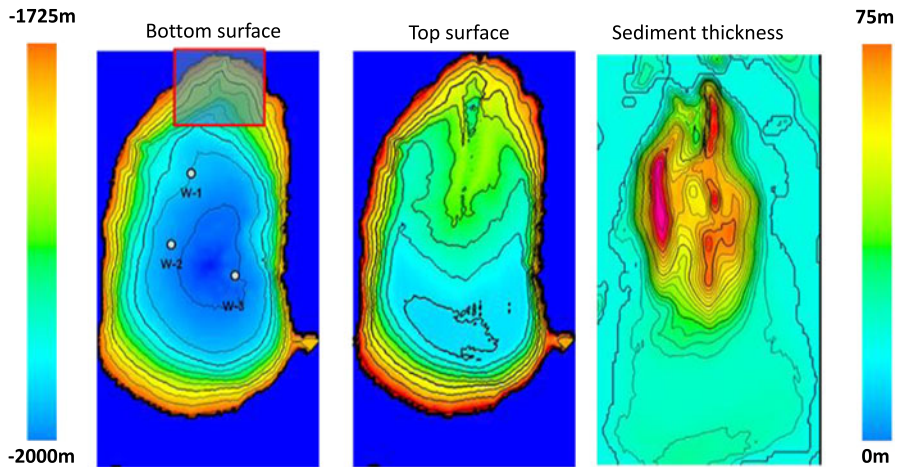 -1725m
Bottom surface
Top surface
Sediment thickness
75m
W-1
W-2
W-3
-2000m
0m